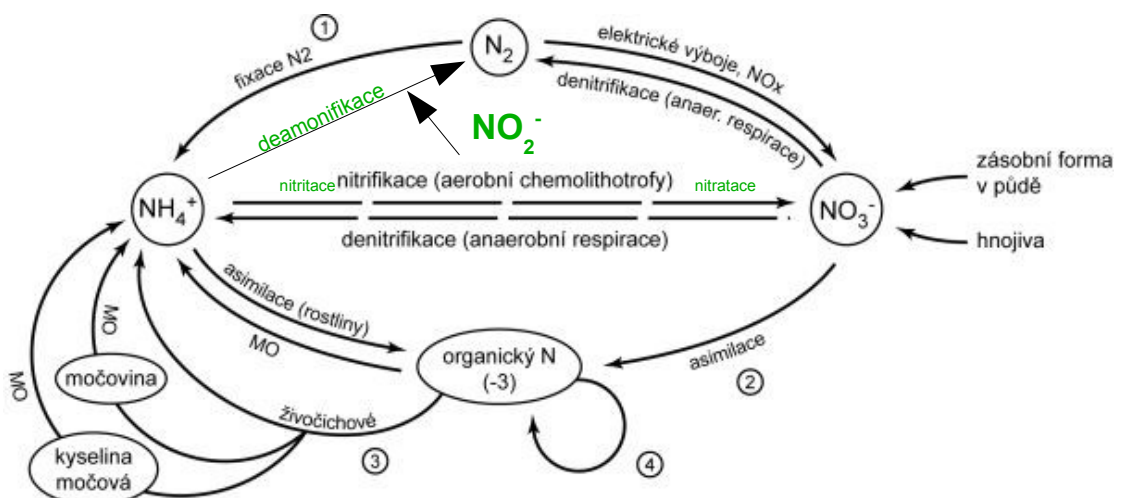 1
fixace N2
N2
elektrické výboje, NOx
denitrifikace (anaer. respirace)
deamonifikace
NO2-
nitritace
nitrifikace (aerobní chemolithotrofy)
nitratace
NH4+
NO3-
zásobní forma
v půdě
denitrifikace (anaerobní respirace)
hnojiva
asimilace (rostliny)
MO
MO
MO
organický N
(-3)
asimilace
2
močovina
živočichové
3
4
kyselina
močová